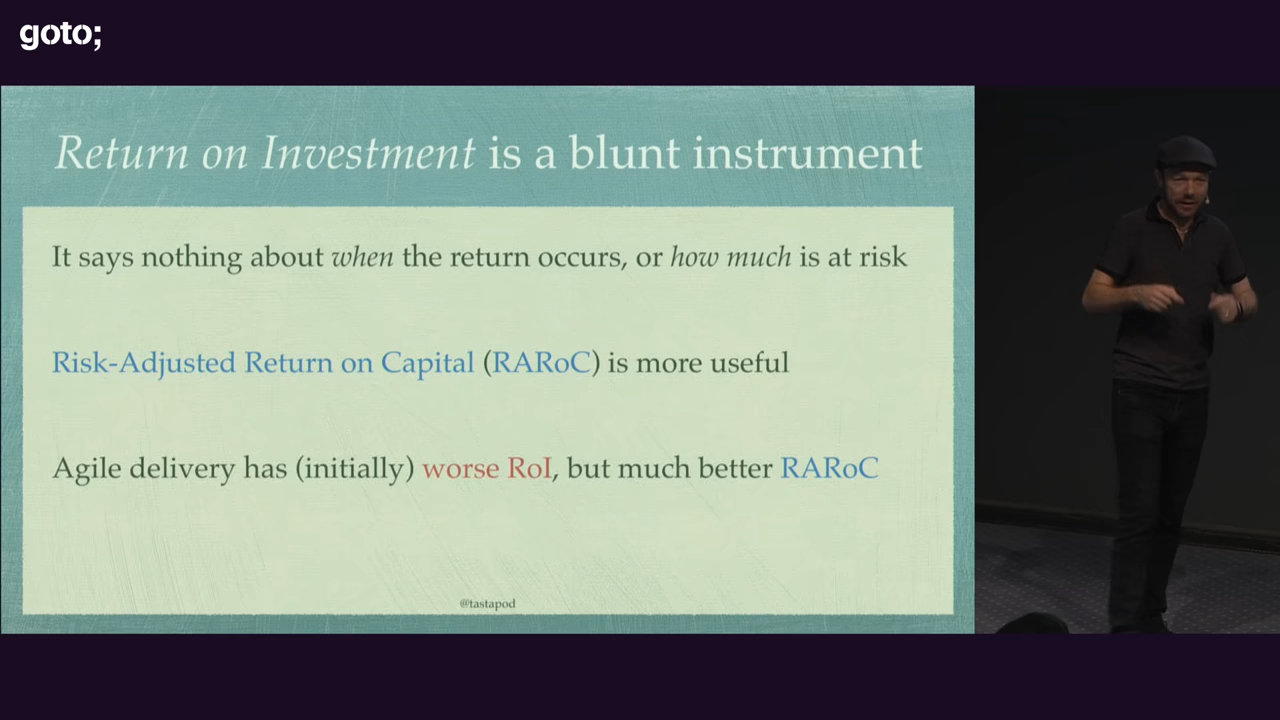 goto;
Return on Investment is a blunt instrument
It says nothing about when the return occurs, or how much is at risk
Risk-Adjusted Return on Capital (RARoC) is more useful
Agile delivery has (initially) worse RoI, but much better RARoC
@tastapod